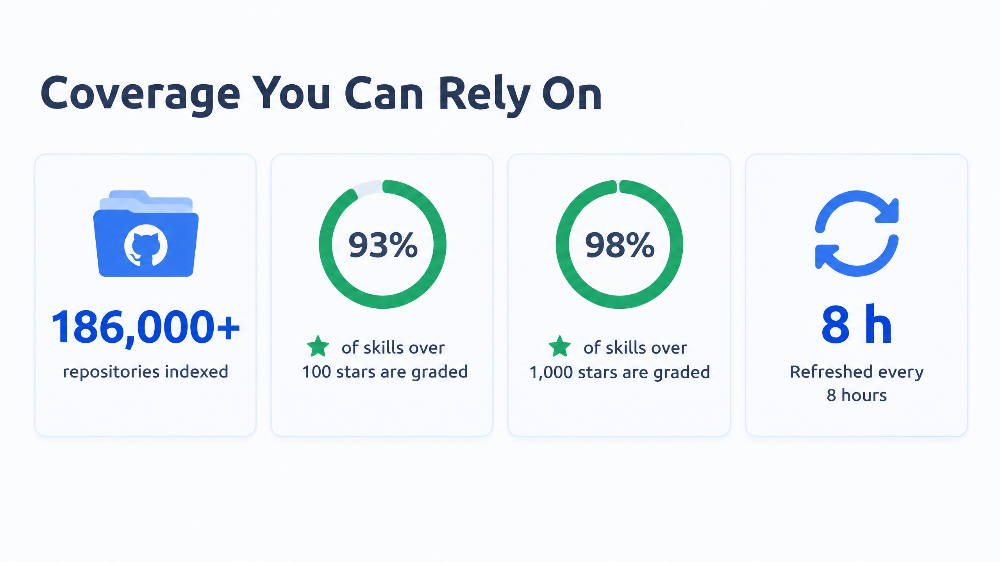 Coverage You Can Rely On
186,000+
repositories indexed
93%
of skills over
100 stars are graded
98%
of skills over
1,000 stars are graded
8 h
Refreshed every
8 hours